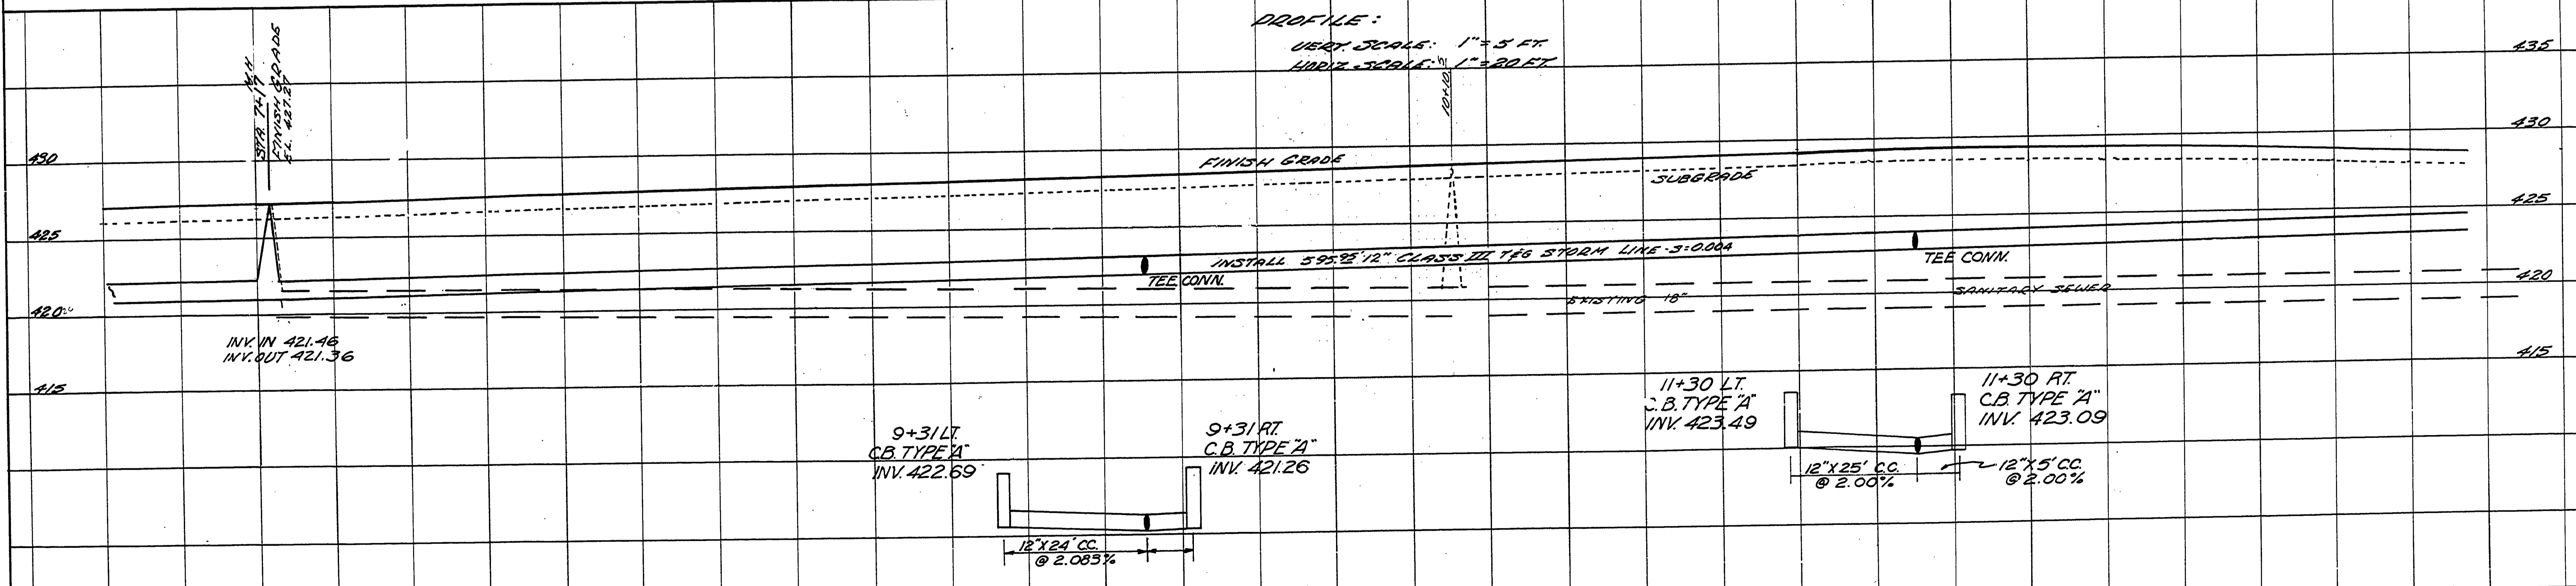 PROFILE:
VERT. SCALE: 1"=5 FT.
HORIZ. SCALE: 1"=20 FT.
435
M.H
STA. 7+17
FINISH GRADE
EL. 427.27
10+10.5
430
430
FINISH GRADE
SUBGRADE
425
425
INSTALL 595.95' 12" CLASS III T&G STORM LINE - S=0.004
TEE CONN.
TEE CONN.
420
420
EXISTING 18"
SANITARY SEWER
INV. IN 421.46
INV. OUT 421.36
415
415
9+31 LT.
C.B. TYPE "A"
INV. 422.69
9+31 RT.
C.B. TYPE "A"
INV. 421.26
12"X24' C.C.
@ 2.083%
11+30 LT.
C.B. TYPE "A"
INV. 423.49
11+30 RT.
C.B. TYPE "A"
INV. 423.09
12"X25' C.C.
@ 2.00%
12"X5' C.C.
@ 2.00%